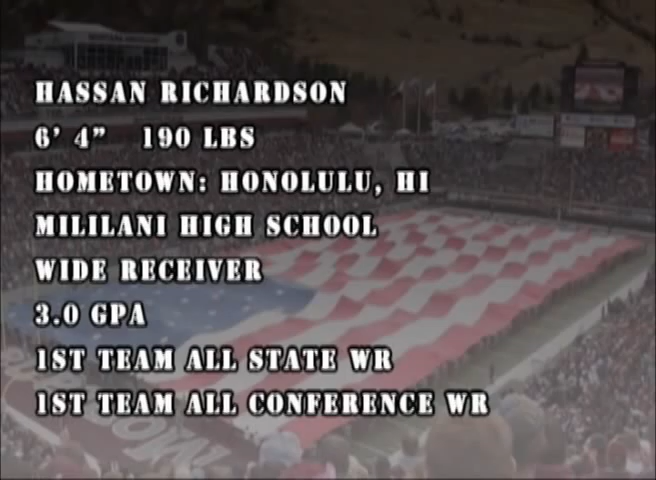 HASSAN RICHARDSON
6' 4" 190 LBS
HOMETOWN: HONOLULU, HI
MILILANI HIGH SCHOOL
WIDE RECEIVER
3.0 GPA
1ST TEAM ALL STATE WR
1ST TEAM ALL CONFERENCE WR